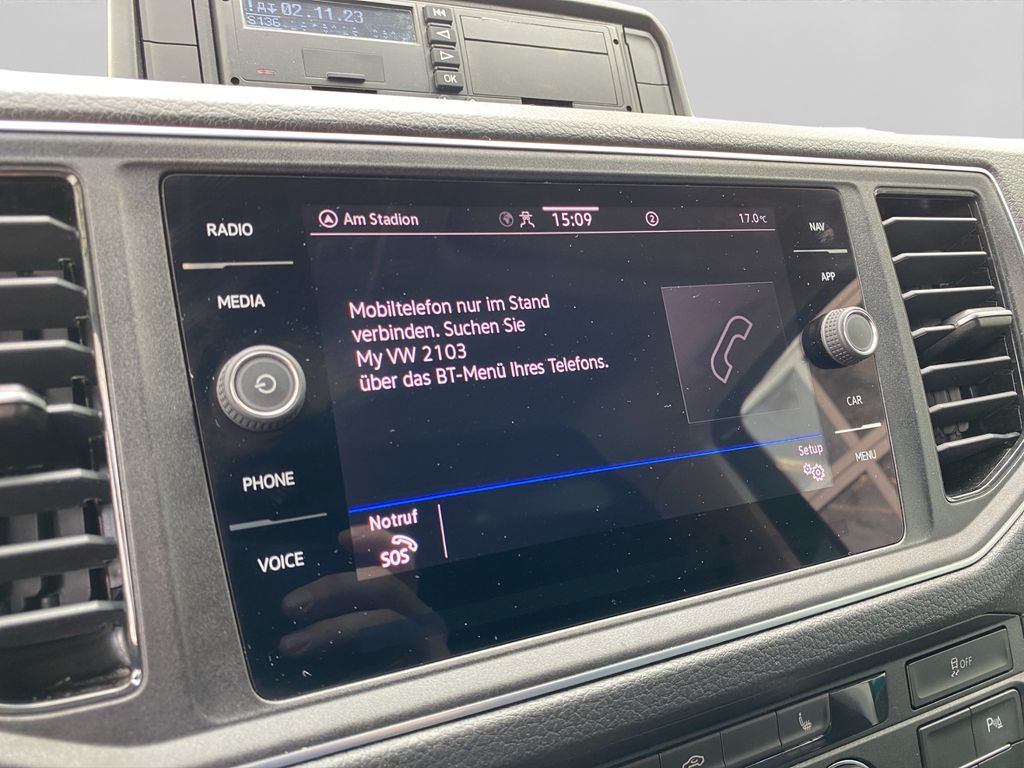 02.11.23
S136
OK
RADIO
MEDIA
PHONE
VOICE
Am Stadion
15:09
2
17.0°C
Mobiltelefon nur im Stand
verbinden. Suchen Sie
My VW 2103
über das BT-Menü Ihres Telefons.
Setup
Notruf
SOS
NAV
APP
CAR
MENU
OFF
P